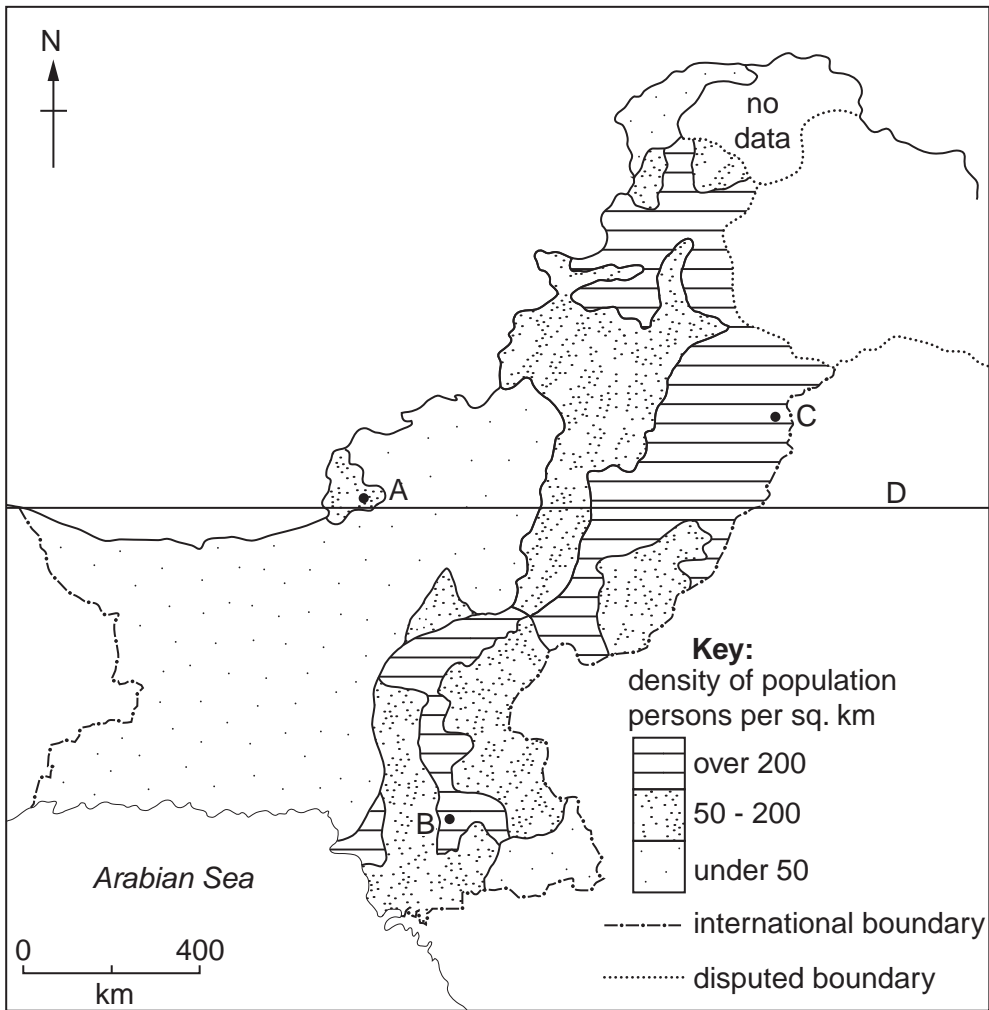 N
no
data
A
C
D
B
Key:
density of population
persons per sq. km
over 200
50 - 200
under 50
international boundary
disputed boundary
Arabian Sea
0 400
km